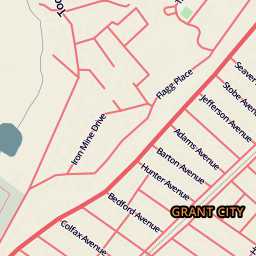 Flagg Place
Seaver
Stobe Avenue
Jefferson Avenue
Iron Mine Drive
Adams Avenue
Barton Avenue
Hunter Avenue
Bedford Avenue
GRANT CITY
Colfax Avenue